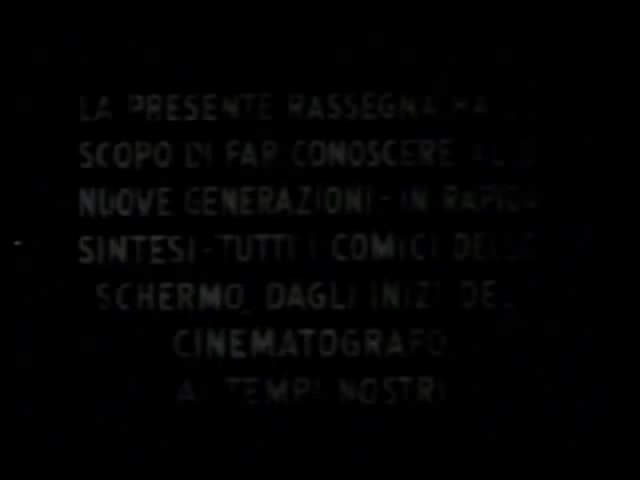 LA PRESENTE RASSEGNA HA
SCOPO DI FAR CONOSCERE ALLE
NUOVE GENERAZIONI - IN RAPIDA
SINTESI - TUTTI I COMICI DELLO
SCHERMO, DAGLI INIZI DEL
CINEMATOGRAFO
AI TEMPI NOSTRI